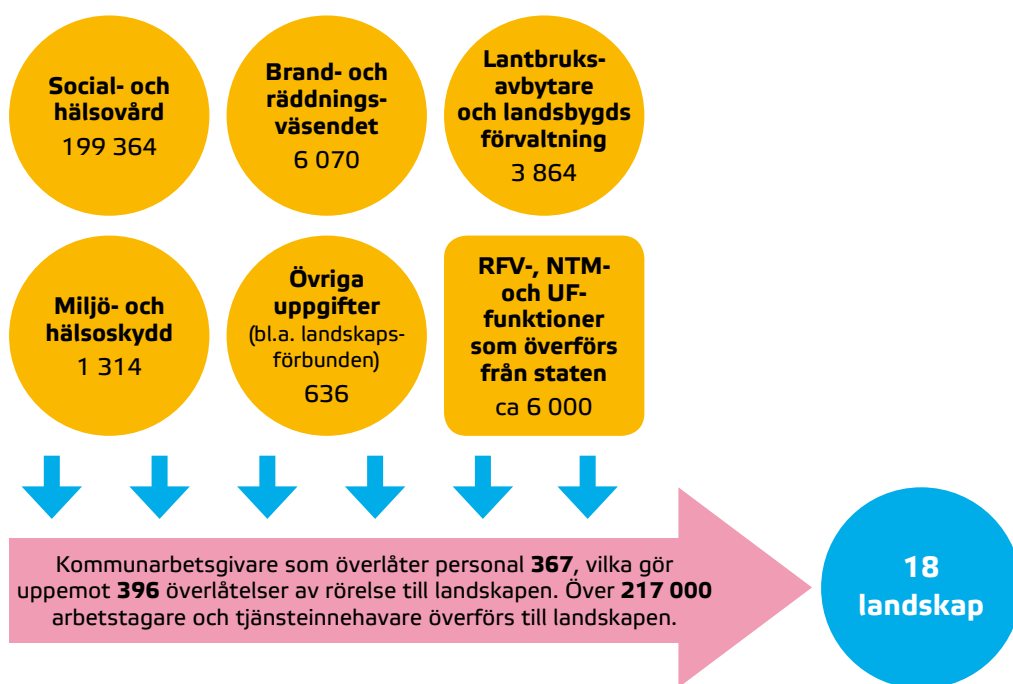 Social- och
hälsovård
199 364
Brand- och
räddnings-
väsendet
6 070
Lantbruks-
avbytare
och landsbygds
förvaltning
3 864
Miljö- och
hälsoskydd
1 314
Övriga
uppgifter
(bl.a. landskaps-
förbunden)
636
RFV-, NTM-
och UF-
funktioner
som överförs
från staten
ca 6 000
Kommunarbetsgivare som överlåter personal 367, vilka gör
uppemot 396 överlåtelser av rörelse till landskapen. Över 217 000
arbetstagare och tjänsteinnehavare överförs till landskapen.
18
landskap